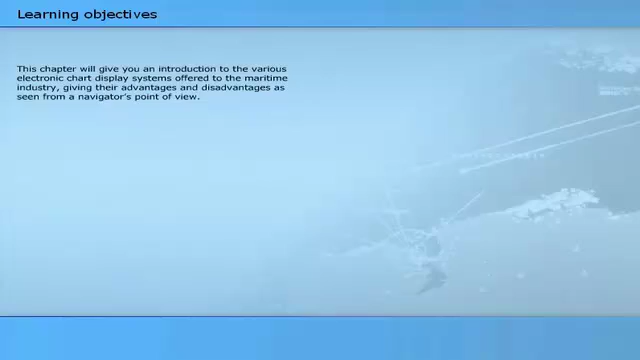 Learning objectives
This chapter will give you an introduction to the various
electronic chart display systems offered to the maritime
industry, giving their advantages and disadvantages as
seen from a navigator's point of view.